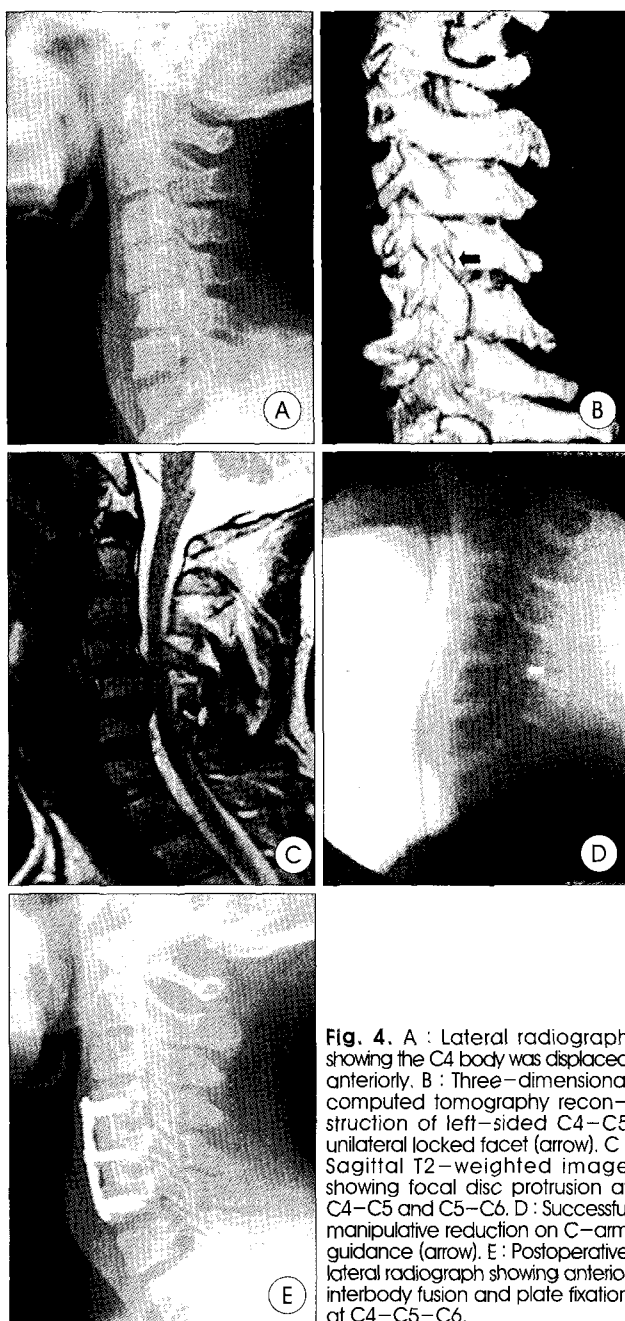 A
B
C
D
E
Fig. 4. A : Lateral radiograph
showing the C4 body was displaced
anteriorly. B : Three-dimensional
computed tomography recon-
struction of left-sided C4-C5
unilateral locked facet (arrow). C
Sagittal T2-weighted image
showing focal disc protrusion at
C4-C5 and C5-C6. D : Successfu
manipulative reduction on C-arm
guidance (arrow). E : Postoperative
lateral radiograph showing anterio
interbody fusion and plate fixation
at C4-C5-C6.